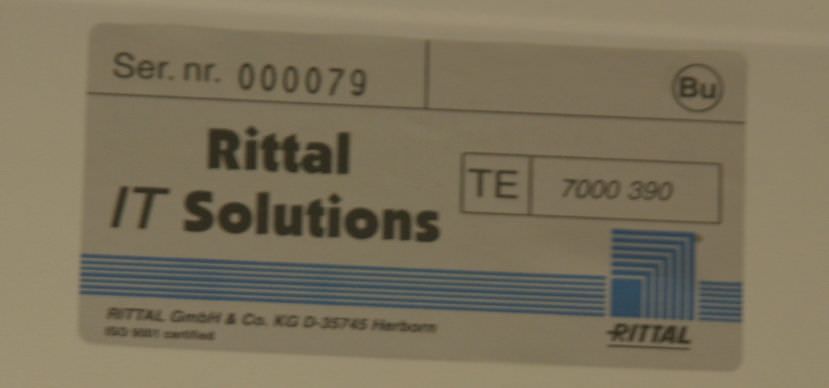 Ser. nr. 000079
Bu
Rittal
IT Solutions
TE 7000 390
RITTAL GmbH & Co. KG D-35745 Herborn
ISO 9001 certified
RITTAL